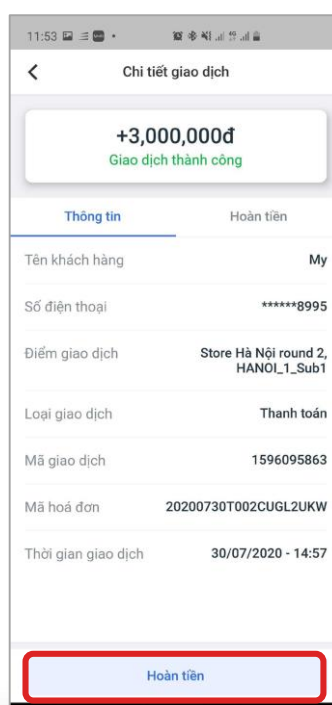 11:53
Chi tiết giao dịch
+3,000,000đ
Giao dịch thành công
Thông tin Hoàn tiền
Tên khách hàng My
Số điện thoại ******8995
Điểm giao dịch Store Hà Nội round 2,
HANOI_1_Sub1
Loại giao dịch Thanh toán
Mã giao dịch 1596095863
Mã hoá đơn 20200730T002CUGL2UKW
Thời gian giao dịch 30/07/2020 - 14:57
Hoàn tiền